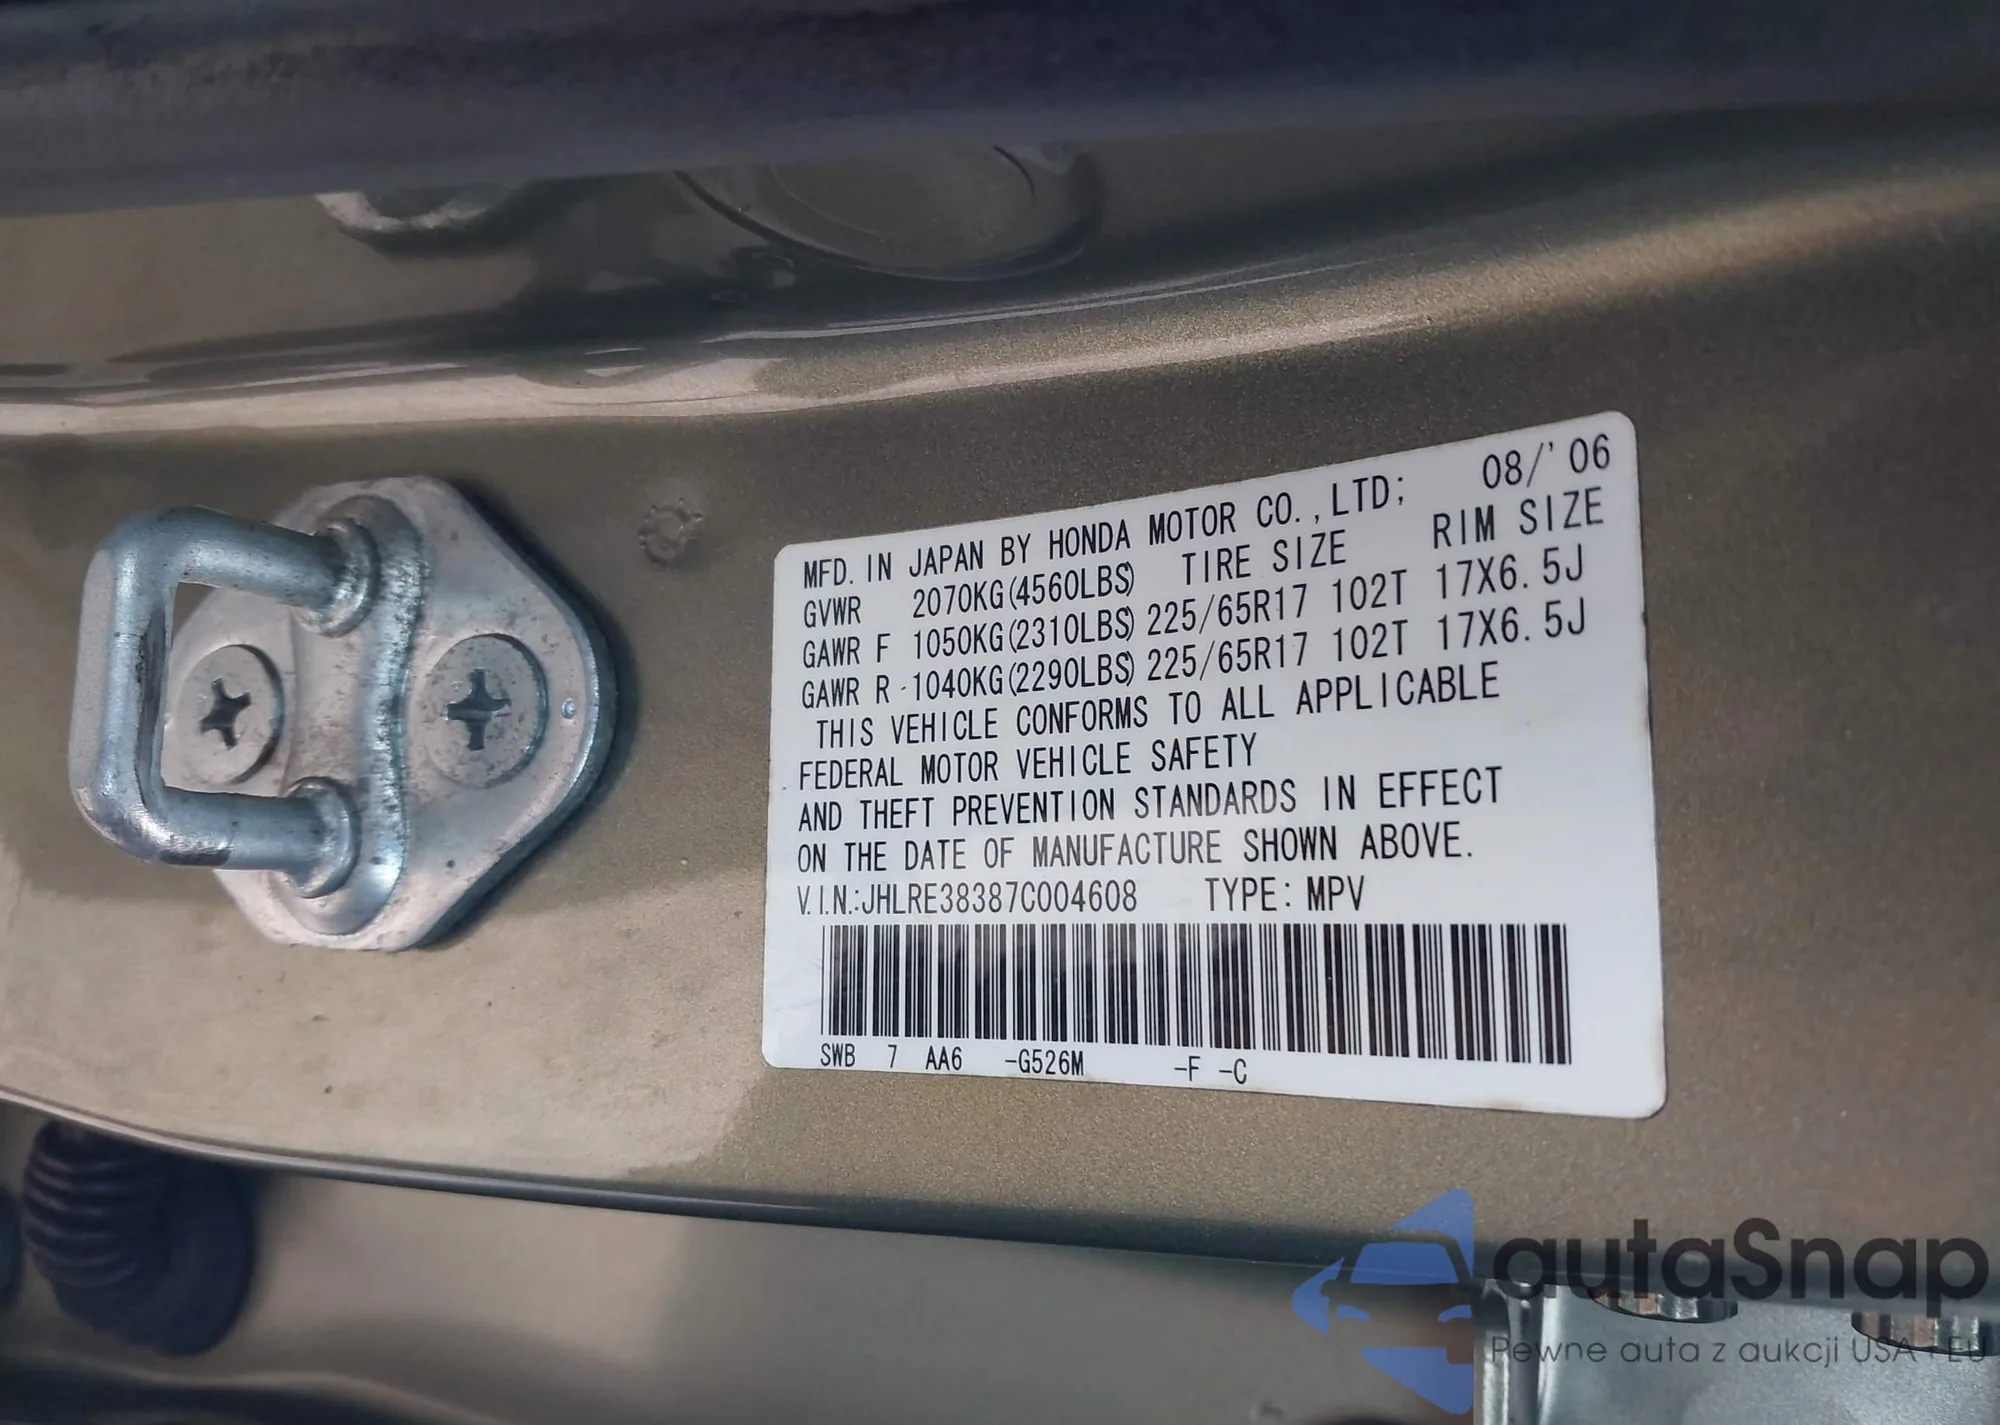 MFD. IN JAPAN BY HONDA MOTOR CO.,LTD; 08/'06
GVWR 2070KG(4560LBS) TIRE SIZE RIM SIZE
GAWR F 1050KG(2310LBS) 225/65R17 102T 17X6.5J
GAWR R 1040KG(2290LBS) 225/65R17 102T 17X6.5J
THIS VEHICLE CONFORMS TO ALL APPLICABLE
FEDERAL MOTOR VEHICLE SAFETY
AND THEFT PREVENTION STANDARDS IN EFFECT
ON THE DATE OF MANUFACTURE SHOWN ABOVE.
V.I.N.:JHLRE38387C004608 TYPE: MPV
SWB 7 AA6 -G526M -F -C
autaSnap
Pewne auta z aukcji USA i EU